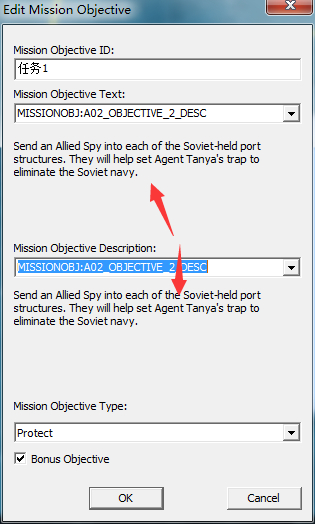 Edit Mission Objective
Mission Objective ID:
任务1
Mission Objective Text:
MISSIONOBJ:A02_OBJECTIVE_2_DESC
Send an Allied Spy into each of the Soviet-held port
structures. They will help set Agent Tanya's trap to
eliminate the Soviet navy.
Mission Objective Description:
MISSIONOBJ:A02_OBJECTIVE_2_DESC
Send an Allied Spy into each of the Soviet-held port
structures. They will help set Agent Tanya's trap to
eliminate the Soviet navy.
Mission Objective Type:
Protect
Bonus Objective
OK
Cancel